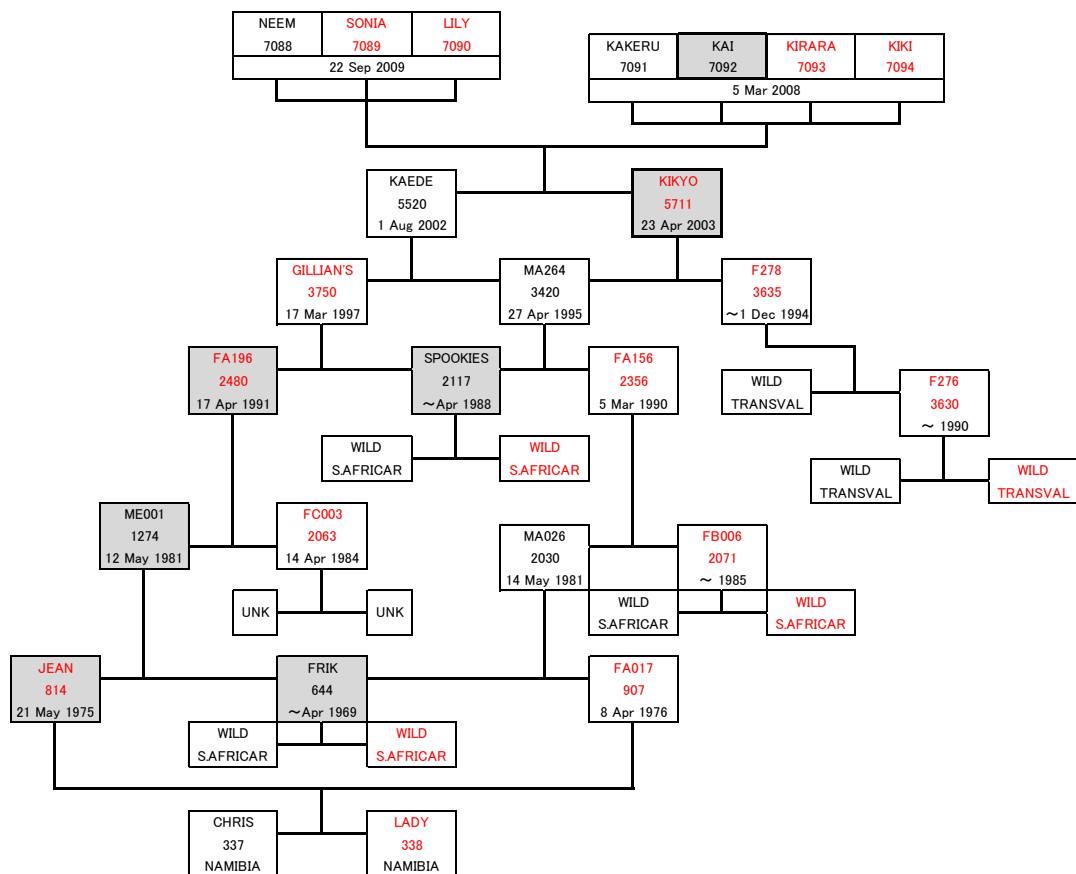 NEEM SONIA LILY
7088 7089 7090
22 Sep 2009
KAKERU KAI KIRARA KIKI
7091 7092 7093 7094
5 Mar 2008
KAEDE
5520
1 Aug 2002
KIKYO
5711
23 Apr 2003
GILLIAN'S
3750
17 Mar 1997
MA264
3420
27 Apr 1995
F278
3635
～1 Dec 1994
FA196
2480
17 Apr 1991
SPOOKIES
2117
～Apr 1988
FA156
2356
5 Mar 1990
WILD
TRANSVAL
F276
3630
～ 1990
WILD
S.AFRICAR
WILD
S.AFRICAR
WILD
TRANSVAL
WILD
TRANSVAL
ME001
1274
12 May 1981
FC003
2063
14 Apr 1984
MA026
2030
14 May 1981
FB006
2071
～ 1985
UNK
UNK
WILD
S.AFRICAR
WILD
S.AFRICAR
JEAN
814
21 May 1975
FRIK
644
～Apr 1969
FA017
907
8 Apr 1976
WILD
S.AFRICAR
WILD
S.AFRICAR
CHRIS
337
NAMIBIA
LADY
338
NAMIBIA